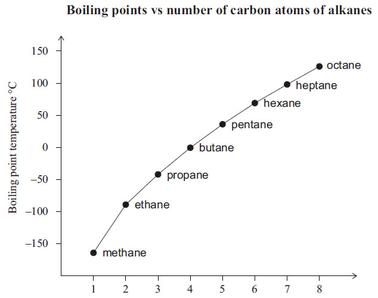 Boiling points vs number of carbon atoms of alkanes
Boiling point temperature °C
150
100
50
0
−50
−100
−150
octane
heptane
hexane
pentane
butane
propane
ethane
methane
1 2 3 4 5 6 7 8